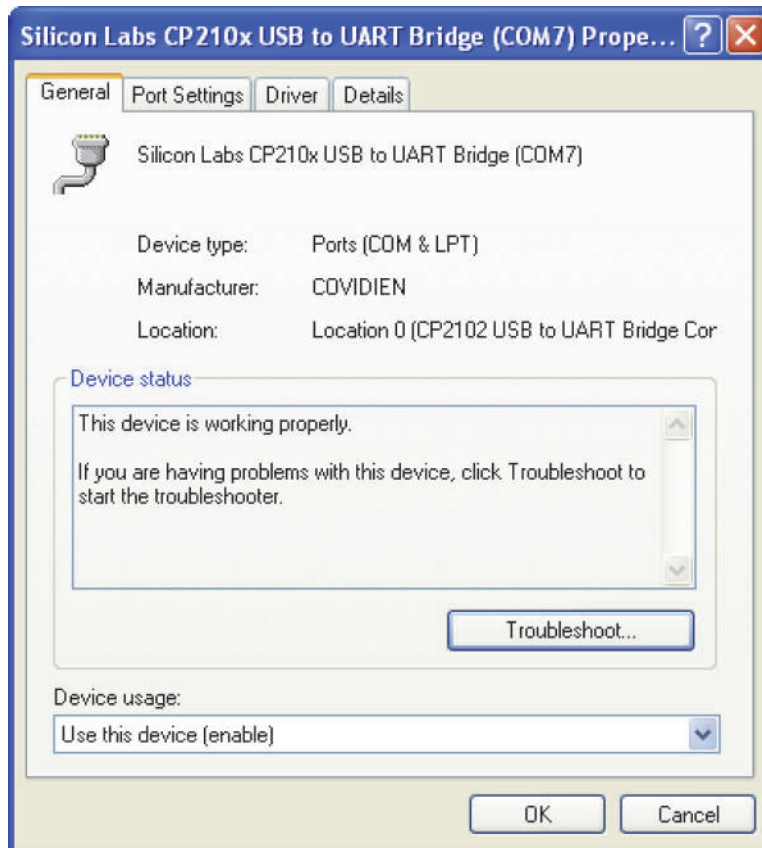 Silicon Labs CP210x USB to UART Bridge (COM7) Prope...
General Port Settings Driver Details
Silicon Labs CP210x USB to UART Bridge (COM7)
Device type: Ports (COM & LPT)
Manufacturer: COVIDIEN
Location: Location 0 (CP2102 USB to UART Bridge Cor
Device status
This device is working properly.
If you are having problems with this device, click Troubleshoot to
start the troubleshooter.
Troubleshoot...
Device usage:
Use this device (enable)
OK Cancel